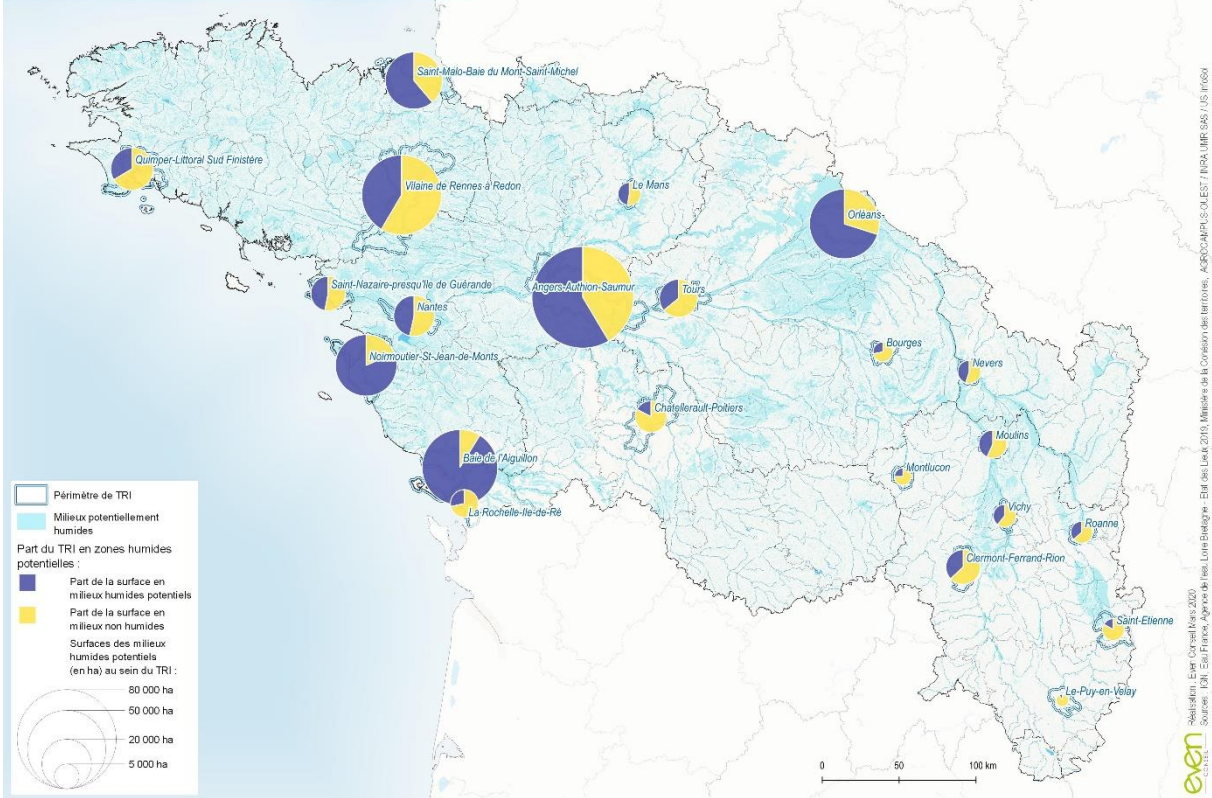 Saint-Malo-Baie du Mont-Saint-Michel
Quimper-Littoral Sud Finistère
Vilaine de Rennes à Redon
Le Mans
Orléans
Saint-Nazaire-presqu'Ile de Guérande
Angers-Authion-Saumur
Tours
Nantes
Noirmoutier-St-Jean-de-Monts
Bourges
Nevers
Chatellerault-Poitiers
Moulins
Baie de l'Aiguillon
Montlucon
La Rochelle-Ile-de-Ré
Vichy
Roanne
Clermont-Ferrand-Riom
Saint-Etienne
Le-Puy-en-Velay
Périmètre de TRI
Milieux potentiellement
humides
Part du TRI en zones humides
potentielles :
Part de la surface en
milieux humides potentiels
Part de la surface en
milieux non humides
Surfaces des milieux
humides potentiels
(en ha) au sein du TRI :
80 000 ha
50 000 ha
20 000 ha
5 000 ha
0 50 100 km
even
CONSEIL
Réalisation : Even Conseil, Mars 2020
Sources : IGN, Eau France, Agence de l'eau Loire Bretagne - Etat des Lieux 2019, Ministère de la Cohésion des territoires, AGROCAMPUS-OUEST / INRA UMR SAS / US Infosol